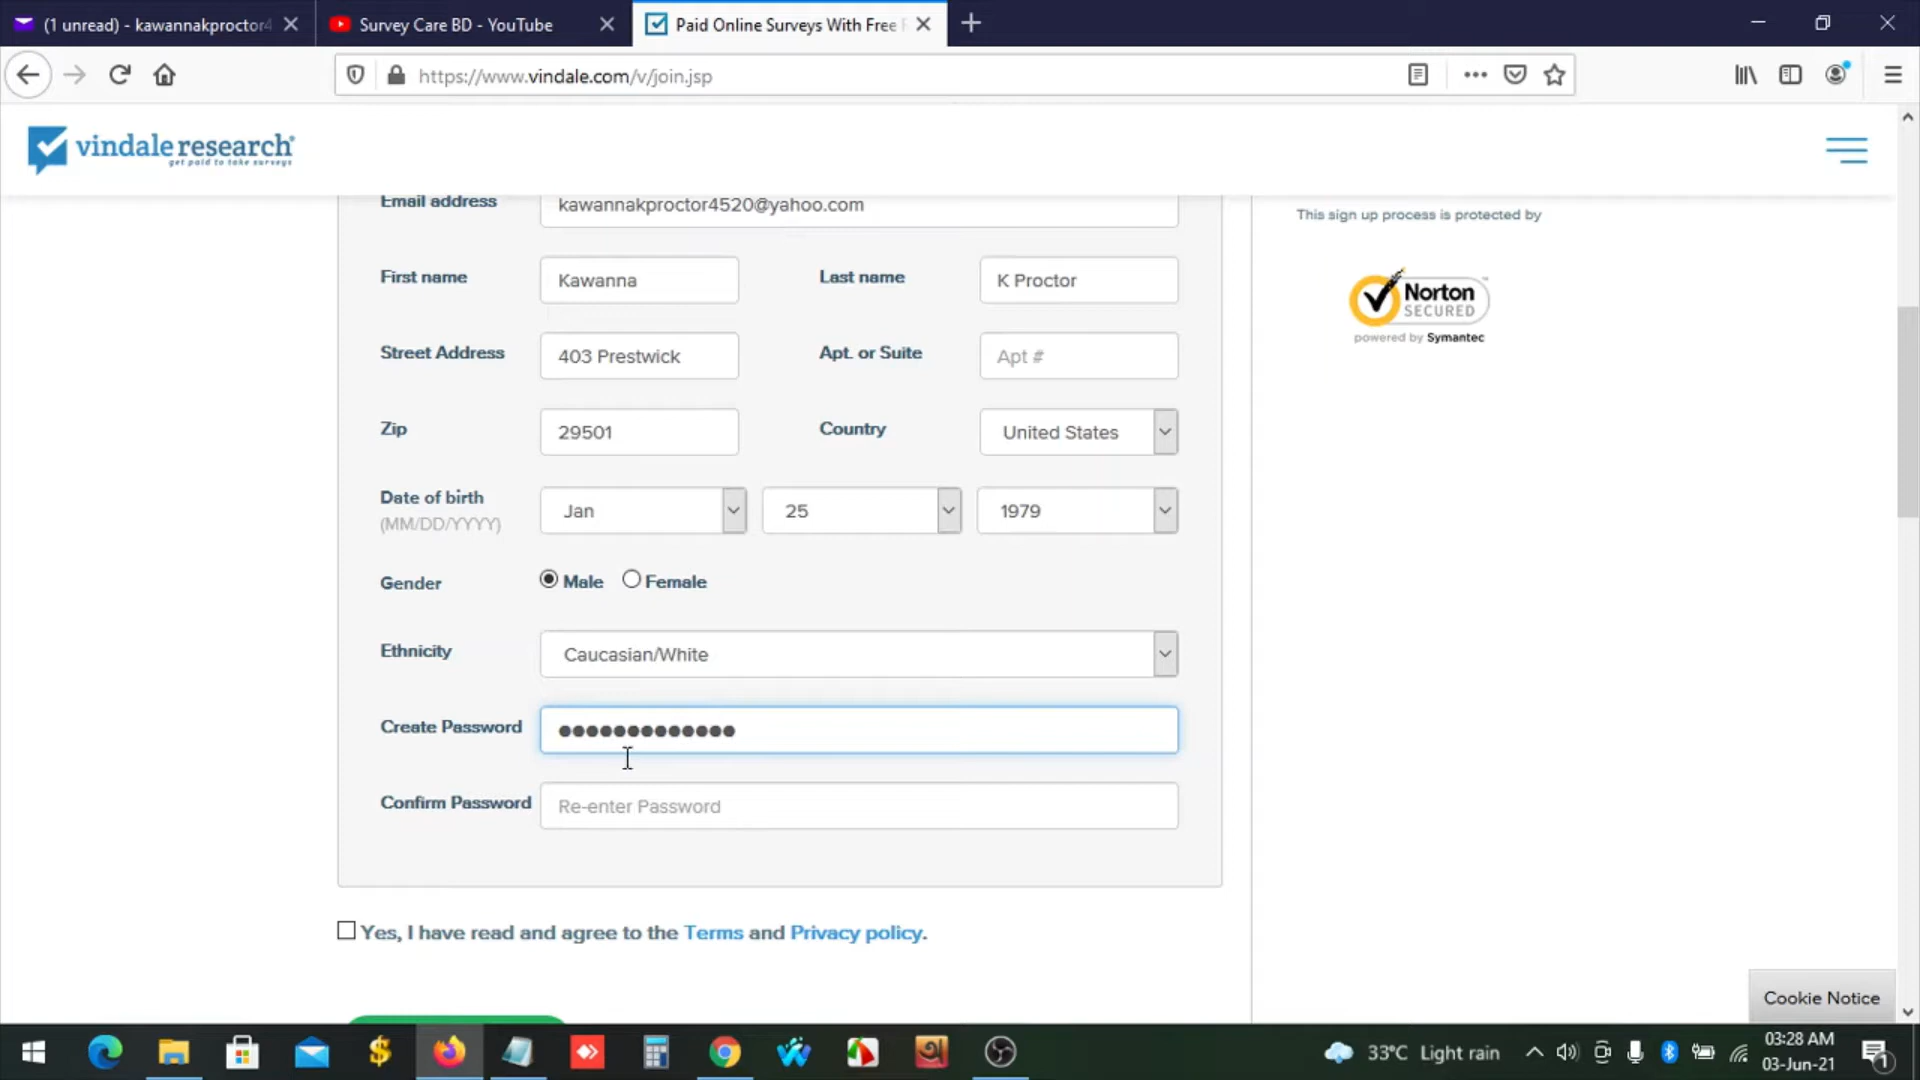 (1 unread) - kawannakproctor4
Survey Care BD - YouTube
Paid Online Surveys With Free
https://www.vindale.com/v/join.jsp
vindale research®
get paid to take surveys
Email address
kawannakproctor4520@yahoo.com
This sign up process is protected by
First name
Kawanna
Last name
K Proctor
Norton
SECURED
powered by Symantec
Street Address
403 Prestwick
Apt. or Suite
Apt #
Zip
29501
Country
United States
Date of birth
(MM/DD/YYYY)
Jan
25
1979
Gender
Male
Female
Ethnicity
Caucasian/White
Create Password
Confirm Password
Re-enter Password
Yes, I have read and agree to the Terms and Privacy policy.
Cookie Notice
33°C Light rain
03:28 AM
03-Jun-21
1